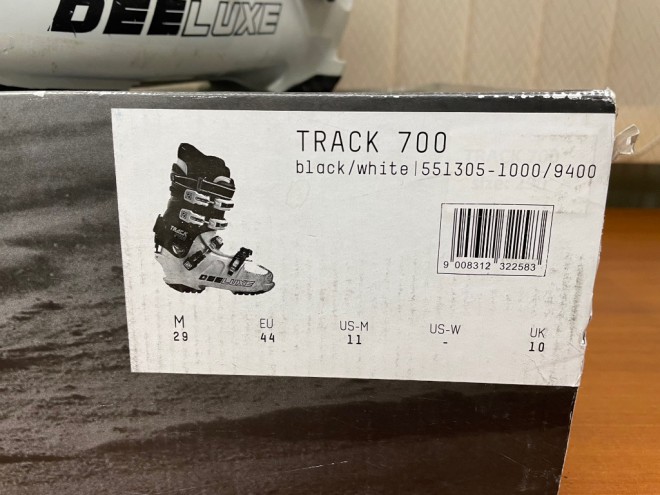 DEELUXE
TRACK 700
black/white|551305-1000/9400
TRACK
DEELUXE
9 008312 322583
M EU US-M US-W UK
29 44 11 - 10